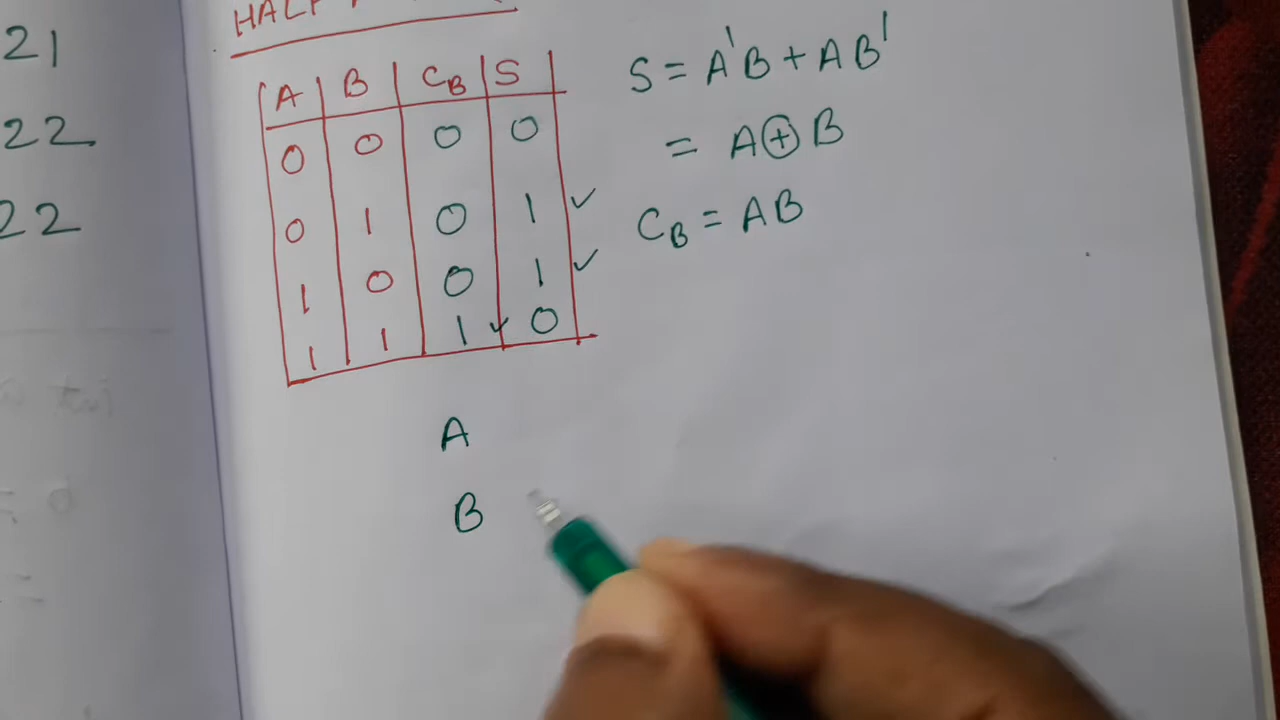 21
22
22
HALF
A B C_B S
0 0 0 0
0 1 0 1 ✓
1 0 0 1 ✓
1 1 1 ✓ 0
S = A'B + AB'
= A⊕B
C_B = AB
A
B